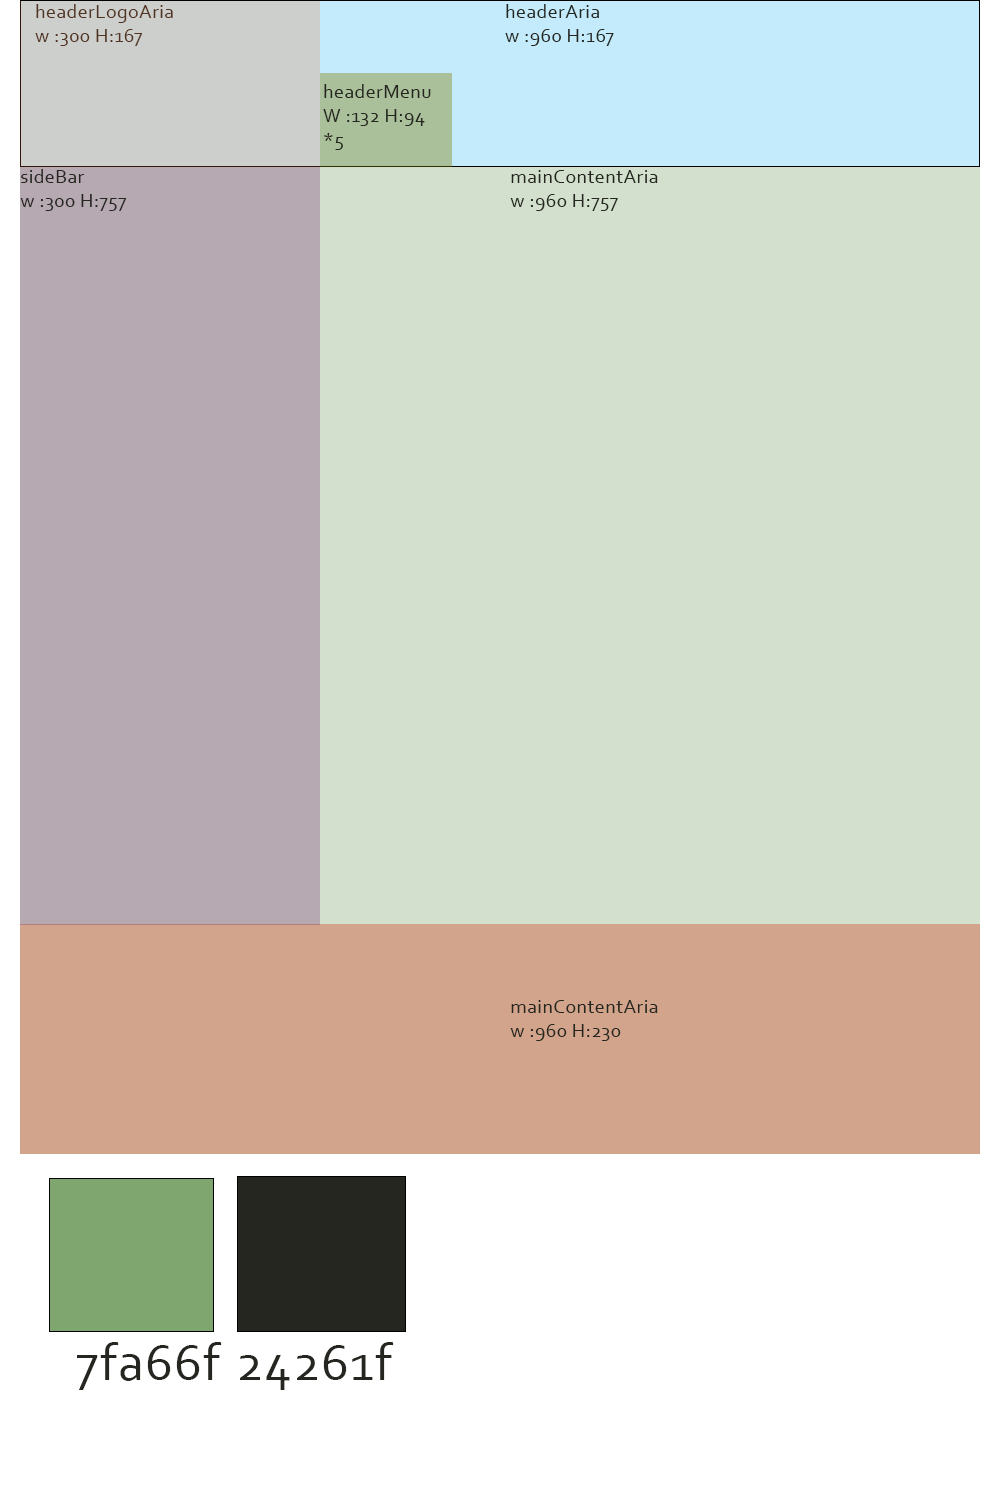 headerLogoAria
w :300 H:167
headerAria
w :960 H:167
headerMenu
W :132 H:94
*5
sideBar
w :300 H:757
mainContentAria
w :960 H:757
mainContentAria
w :960 H:230
7fa66f
24261f